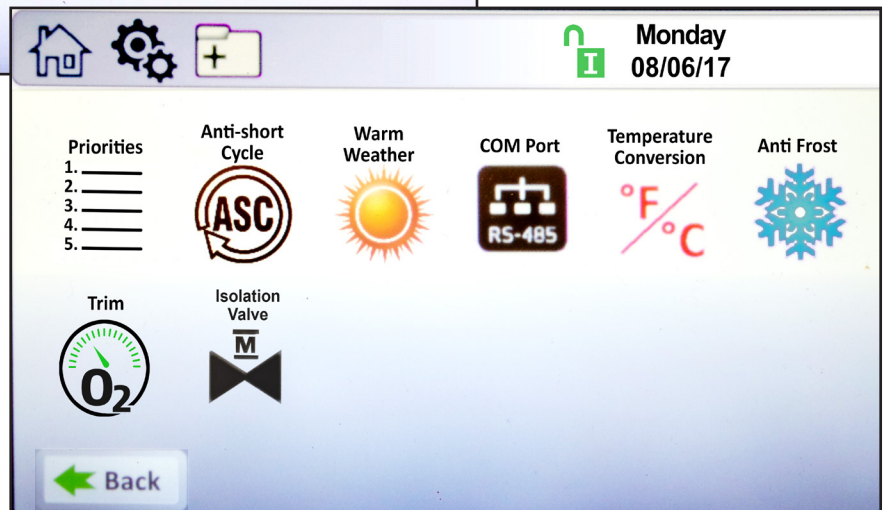 Monday
08/06/17
Priorities
1.
2.
3.
4.
5.
Anti-short
Cycle
ASC
Warm
Weather
COM Port
RS-485
Temperature
Conversion
°F/°C
Anti Frost
Trim
O2
Isolation
Valve
M
Back